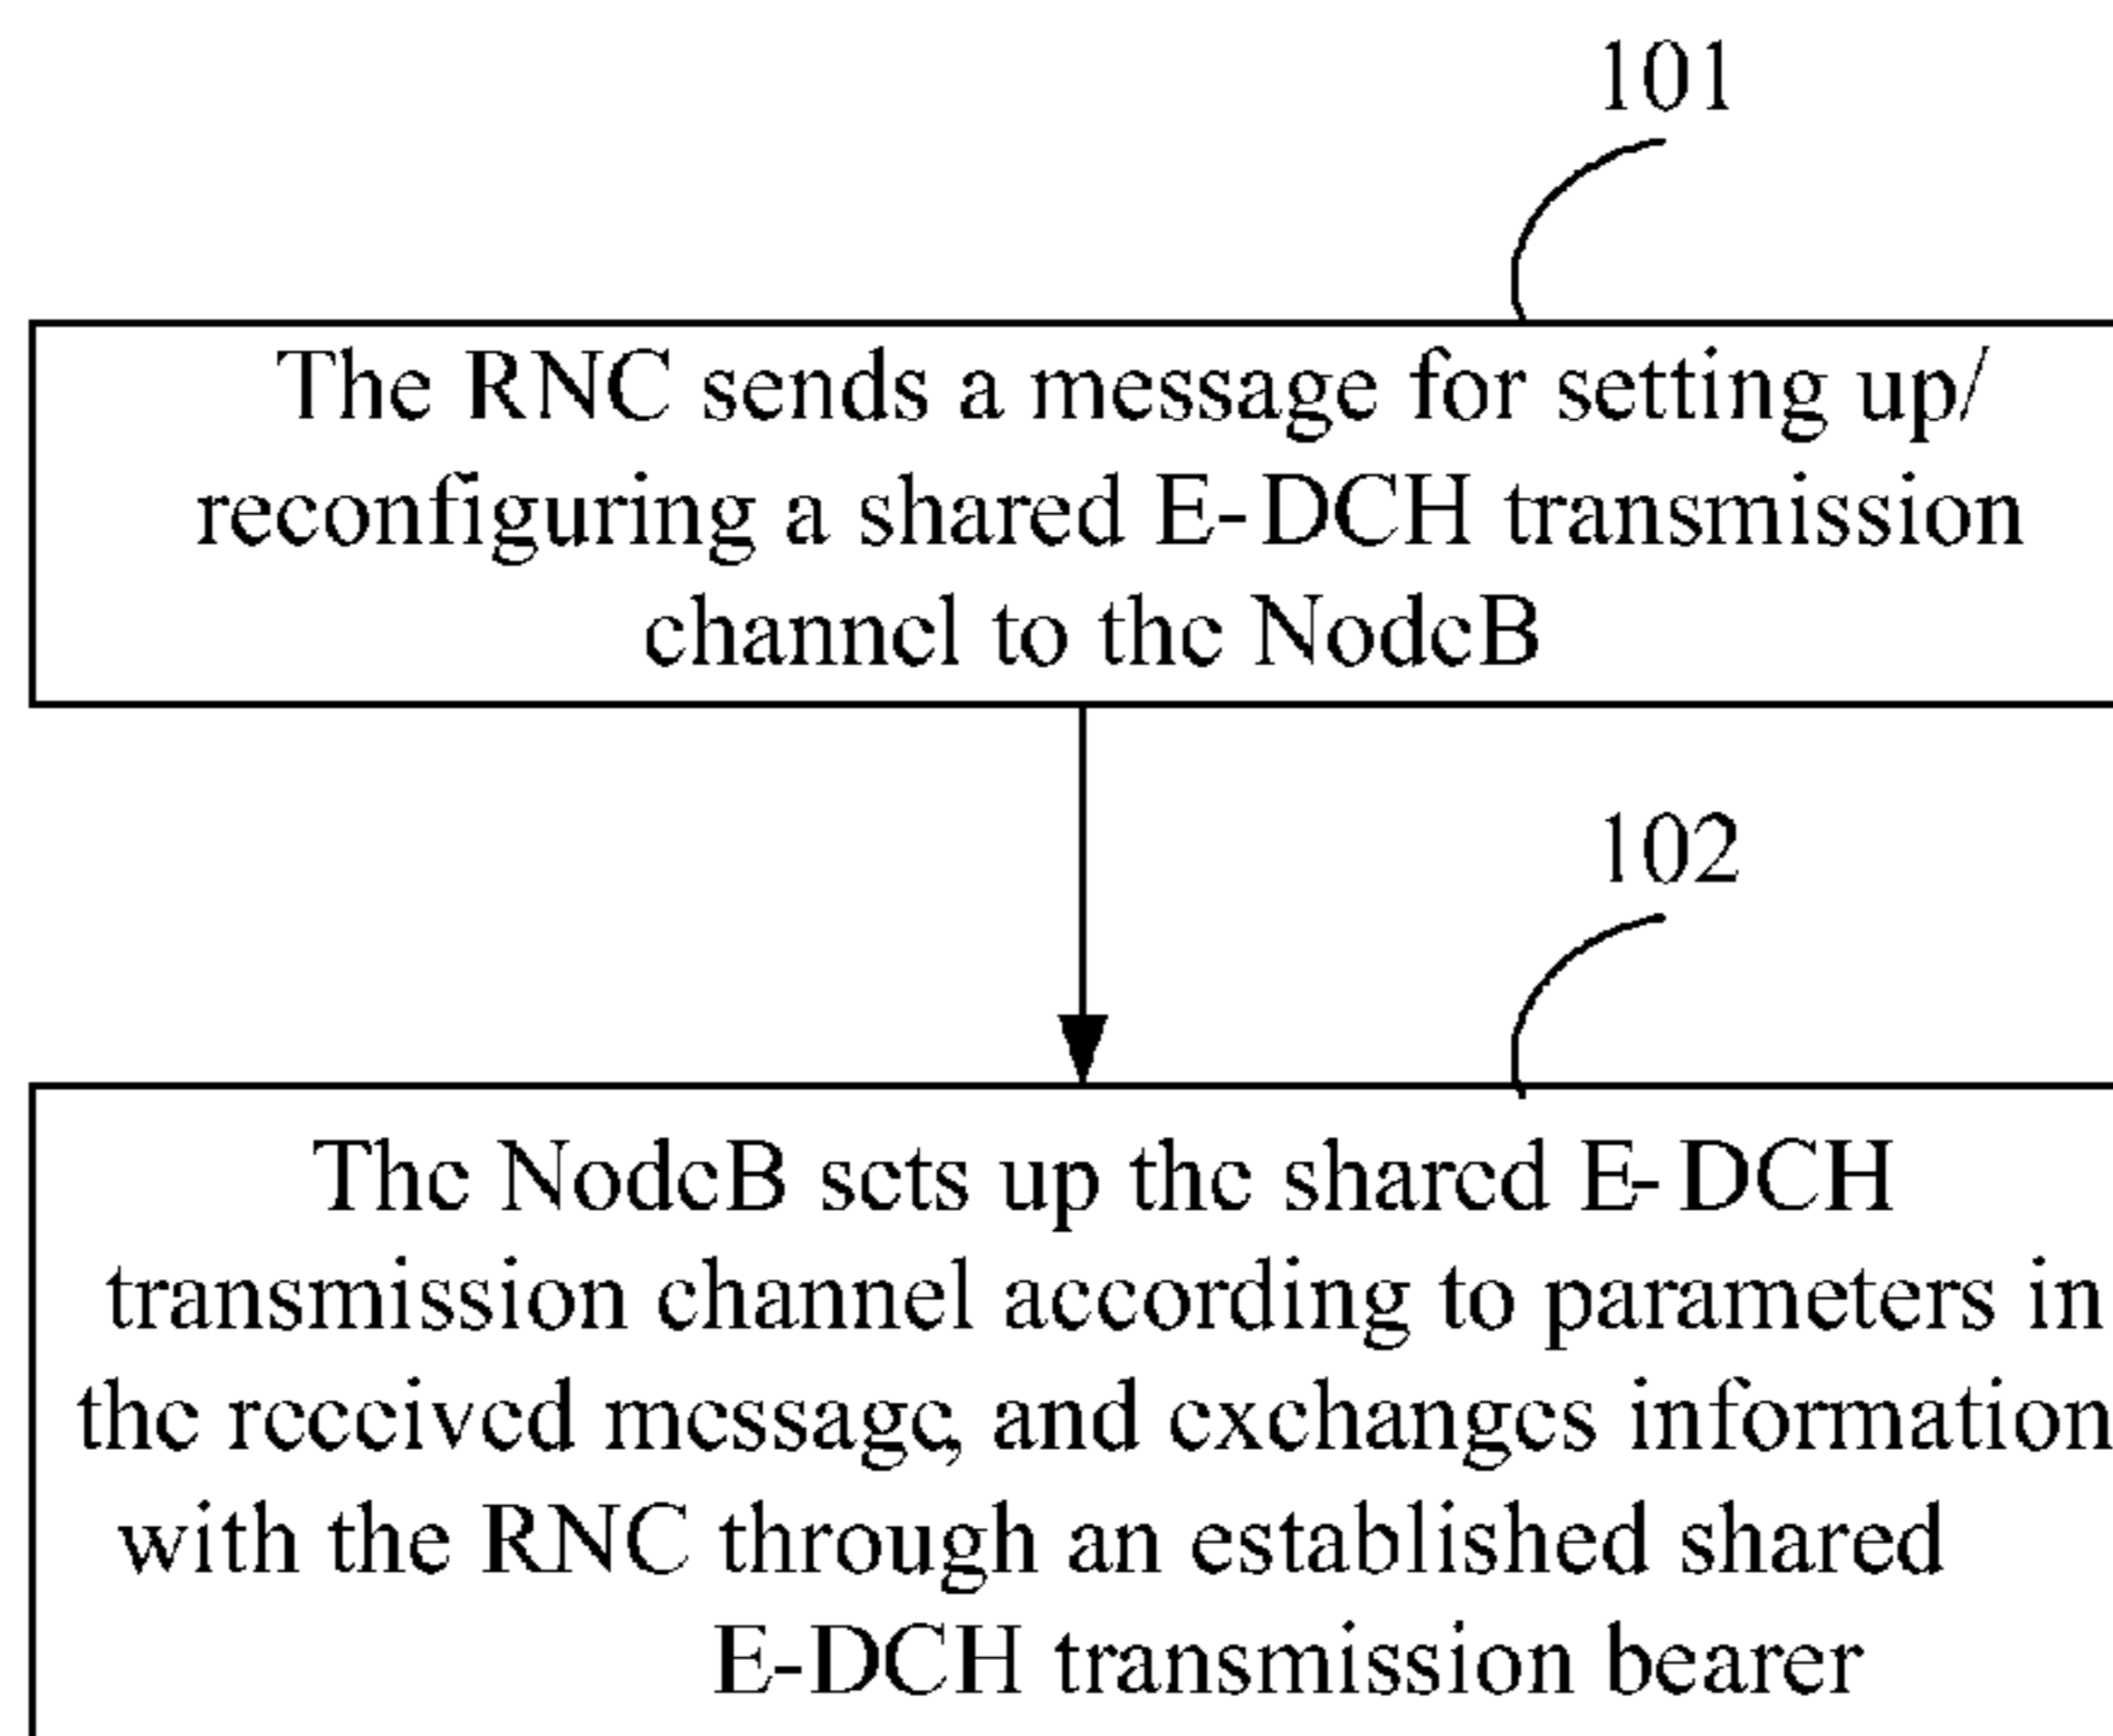 101
The RNC sends a message for setting up/
reconfiguring a shared E-DCH transmission
channel to the NodeB
102
The NodeB sets up the shared E-DCH
transmission channel according to parameters in
the received message, and exchanges information
with the RNC through an established shared
E-DCH transmission bearer